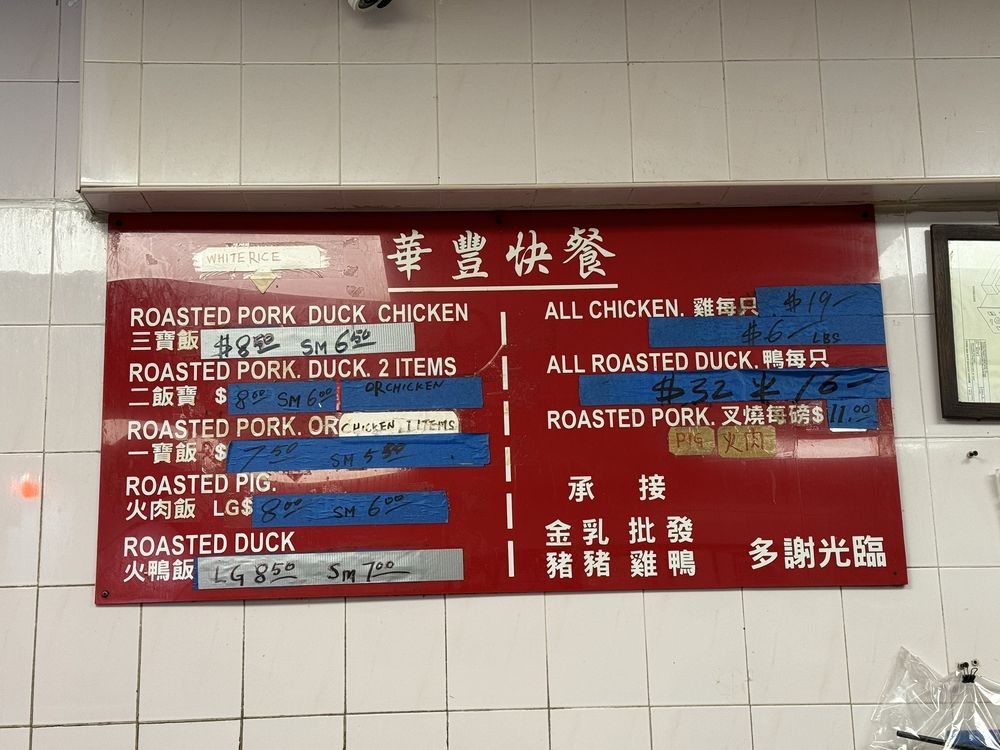 華豐快餐
WHITE RICE
ROASTED PORK DUCK CHICKEN
三寶飯 $8.50 SM 6.50
ROASTED PORK. DUCK. 2 ITEMS
二飯寶 $ 8.00 SM 6.00 OR CHICKEN
ROASTED PORK. OR CHICKEN 1 ITEMS
一寶飯 $ 7.50 SM 5.50
ROASTED PIG.
火肉飯 LG$ 8.00 SM 6.00
ROASTED DUCK
火鴨飯 LG 8.50 Sm 7.00
ALL CHICKEN. 雞每只 $19-
$6- LBS
ALL ROASTED DUCK. 鴨每只
$32 16-
ROASTED PORK. 叉燒每磅$ 11.00
PIG 火肉
承接
金乳批發
豬豬雞鴨
多謝光臨